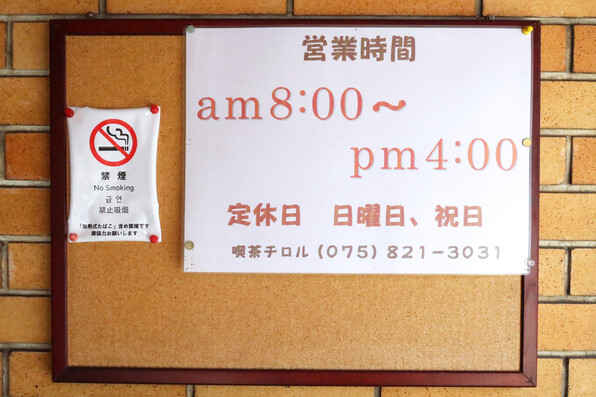 営業時間
am8:00〜
pm4:00
定休日 日曜日、祝日
喫茶チロル(075)821-3031
禁煙
No Smoking
금연
禁止吸烟
「加熱式たばこ」含め禁煙です
御協力お願いします